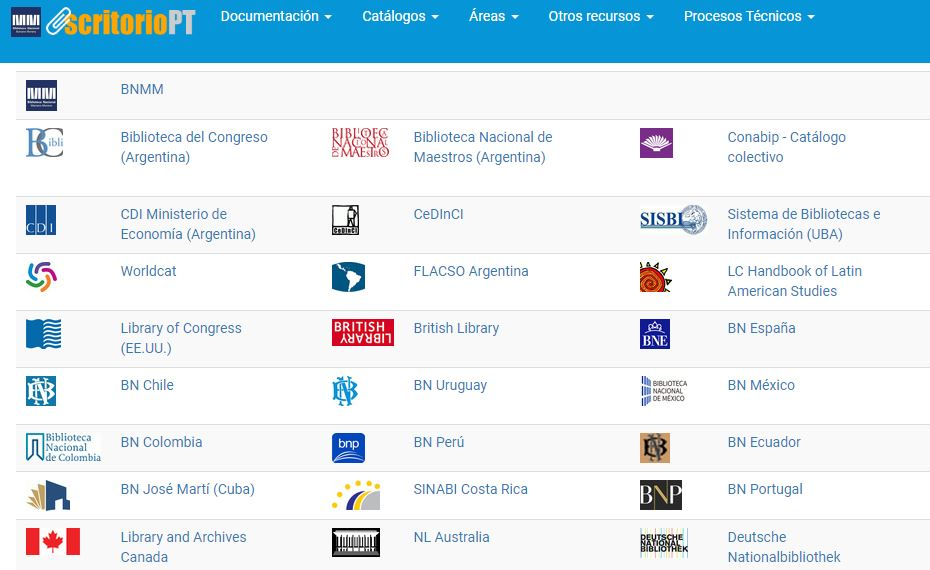 scritorioPT
Documentación
Catálogos
Áreas
Otros recursos
Procesos Técnicos
BNMM
Bibli
Biblioteca del Congreso
(Argentina)
BIBLIOTEC
NACIONAL
DE MAESTRO
Biblioteca Nacional de
Maestros (Argentina)
Conabip - Catálogo
colectivo
CDI
CDI Ministerio de
Economía (Argentina)
CeDInCI
CeDInCI
SISBI
Sistema de Bibliotecas e
Información (UBA)
Worldcat
FLACSO Argentina
LC Handbook of Latin
American Studies
Library of Congress
(EE.UU.)
BRITISH
LIBRARY
British Library
BNE
BN España
BN Chile
BN Uruguay
BIBLIOTECA
NACIONAL
DE MÉXICO
BN México
Biblioteca
Nacional
de Colombia
BN Colombia
bnp
BN Perú
BN Ecuador
BN José Martí (Cuba)
SINABI Costa Rica
BNP
BN Portugal
Library and Archives
Canada
NL Australia
DEUTSCHE
NATIONAL
BIBLIOTHEK
Deutsche
Nationalbibliothek